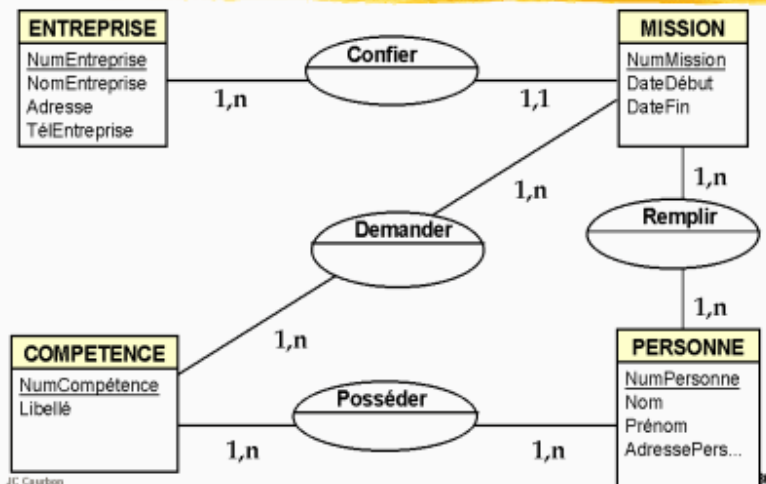 ENTREPRISE
NumEntreprise
NomEntreprise
Adresse
TélEntreprise
Confier
1,n
1,1
MISSION
NumMission
DateDébut
DateFin
1,n
1,n
Demander
Remplir
1,n
1,n
COMPETENCE
NumCompétence
Libellé
Posséder
1,n
1,n
PERSONNE
NumPersonne
Nom
Prénom
AdressePers...